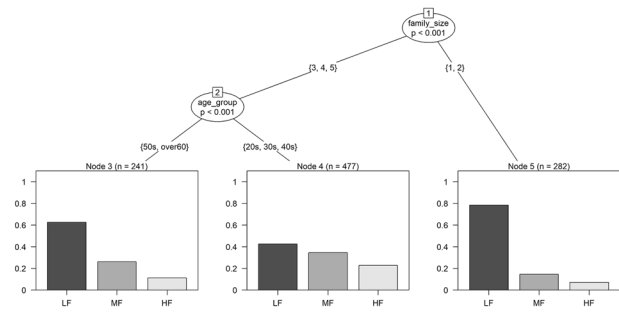 1
family_size
p < 0.001
{3, 4, 5}
{1, 2}
2
age_group
p < 0.001
{50s, over60}
{20s, 30s, 40s}
Node 3 (n = 241)
1
0.8
0.6
0.4
0.2
0
LF MF HF
Node 4 (n = 477)
1
0.8
0.6
0.4
0.2
0
LF MF HF
Node 5 (n = 282)
1
0.8
0.6
0.4
0.2
0
LF MF HF